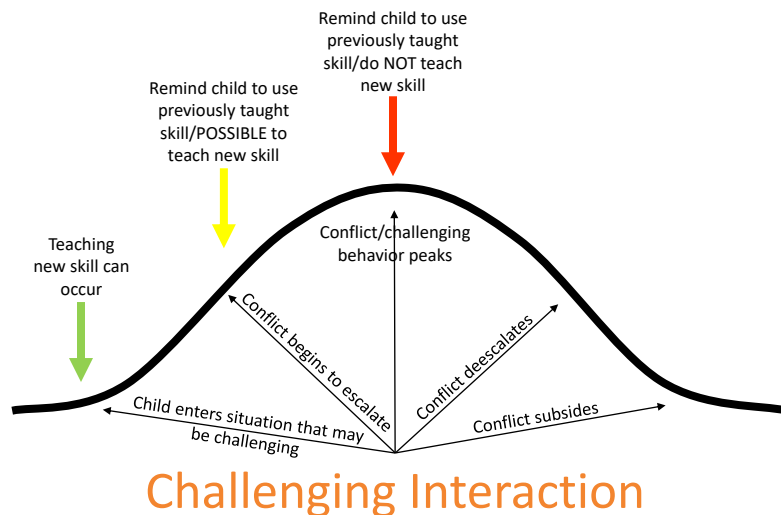 Remind child to use
previously taught
skill/do NOT teach
new skill
Remind child to use
previously taught
skill/POSSIBLE to
teach new skill
Teaching
new skill can
occur
Conflict/challenging
behavior peaks
Conflict begins to escalate
Conflict deescalates
Child enters situation that may
be challenging
Conflict subsides
Challenging Interaction